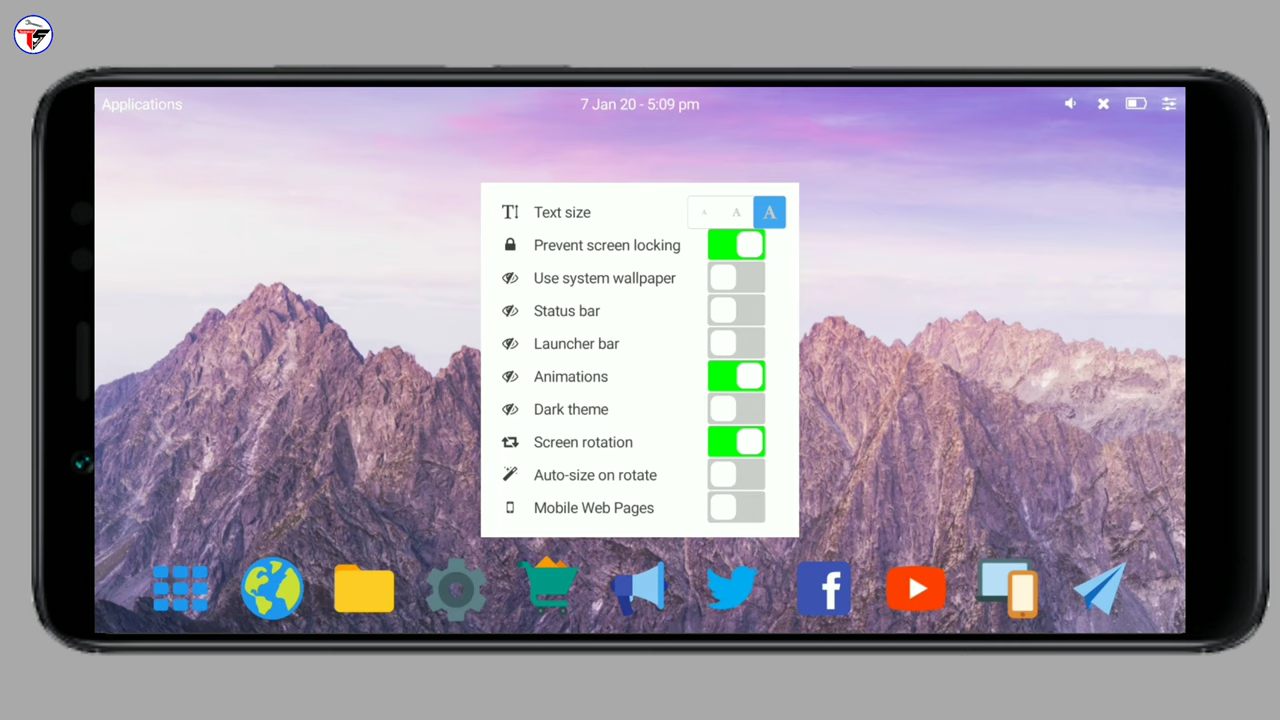 TS
Applications
7 Jan 20 - 5:09 pm
Text size
A A A
Prevent screen locking
Use system wallpaper
Status bar
Launcher bar
Animations
Dark theme
Screen rotation
Auto-size on rotate
Mobile Web Pages
f